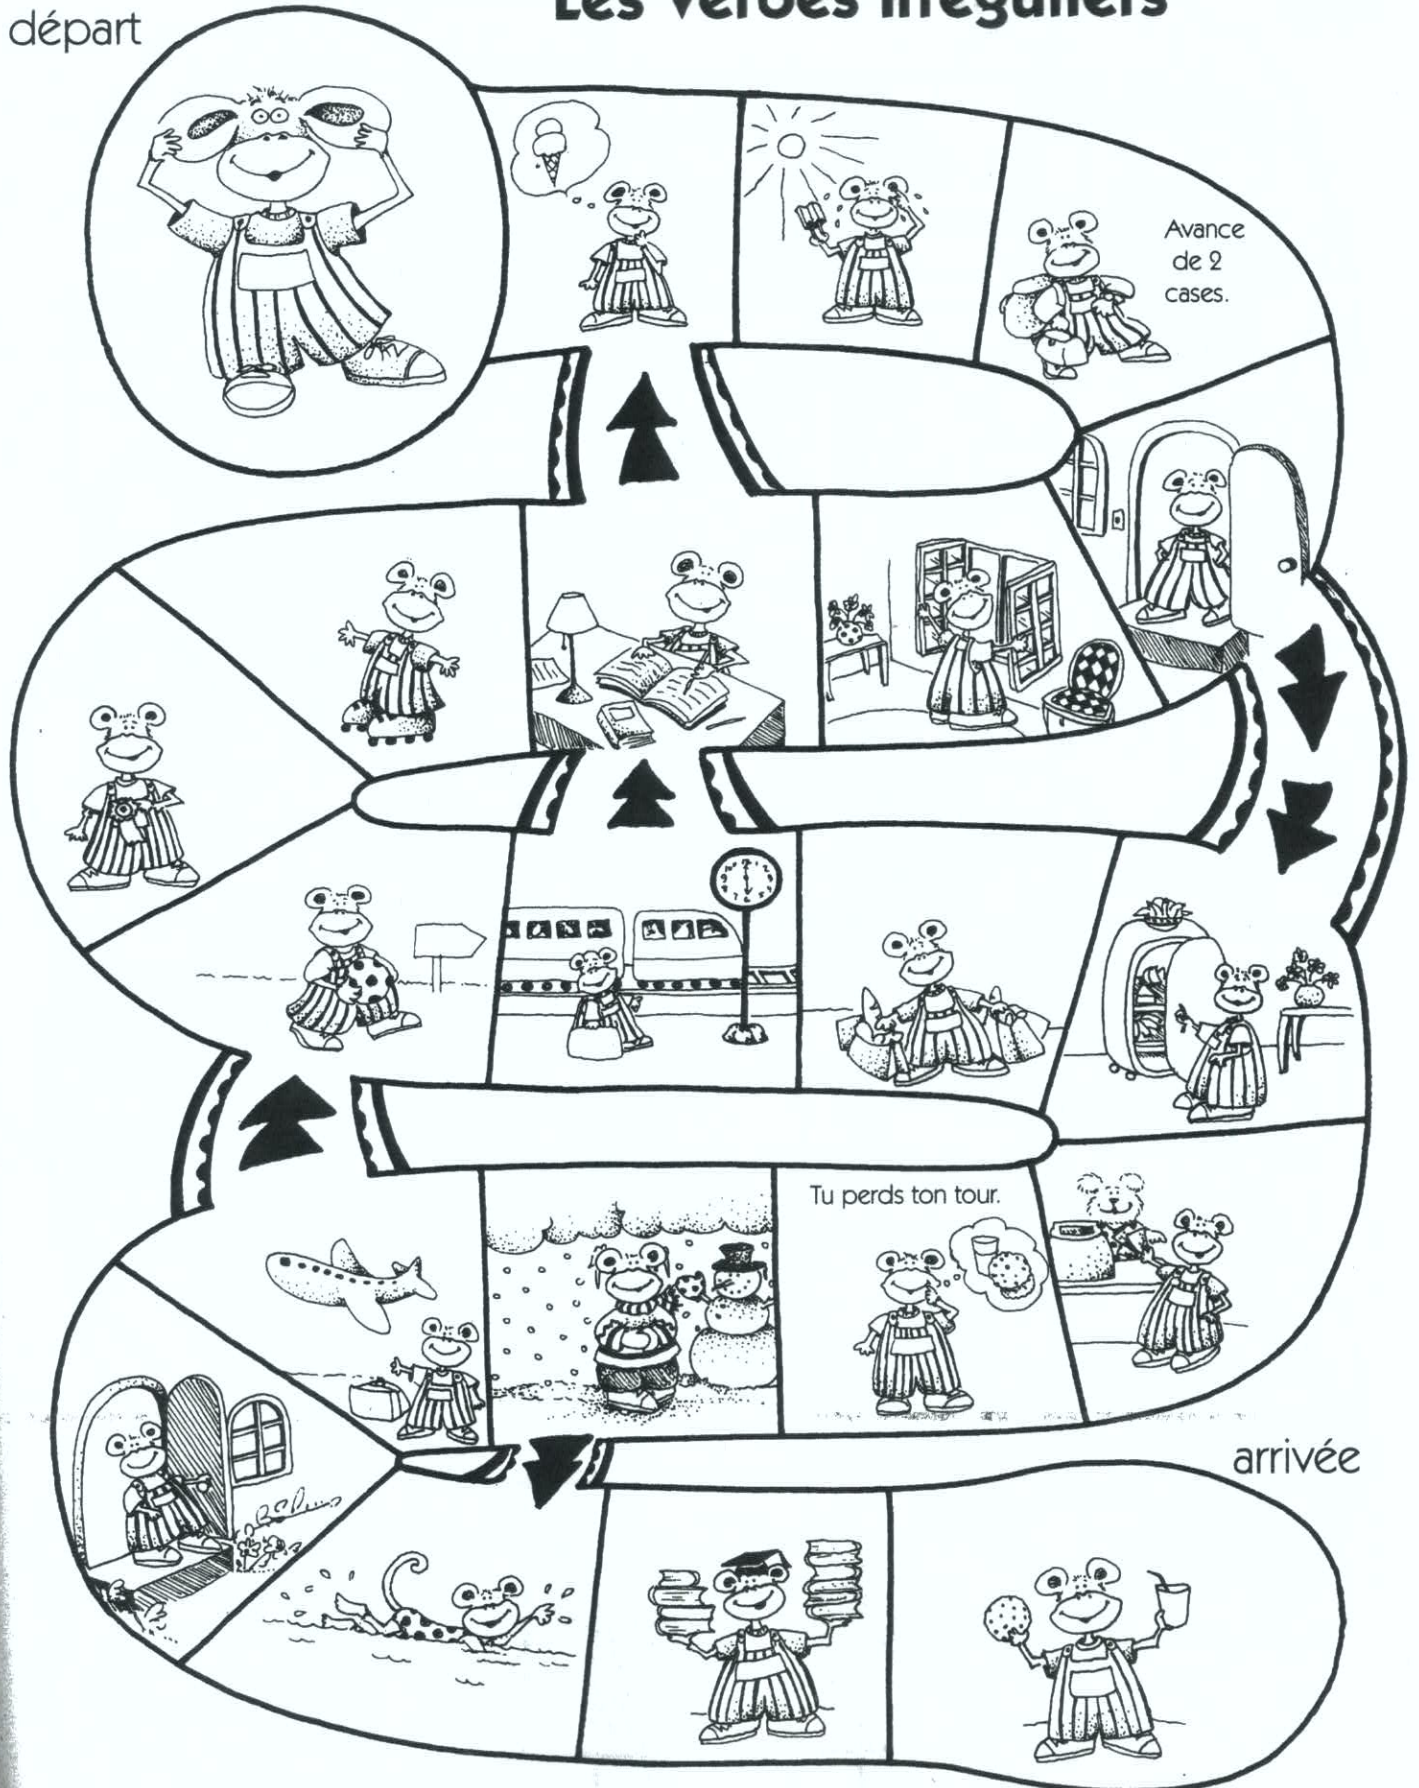 Les verbes irréguliers
départ
Avance
de 2
cases.
Tu perds ton tour.
arrivée